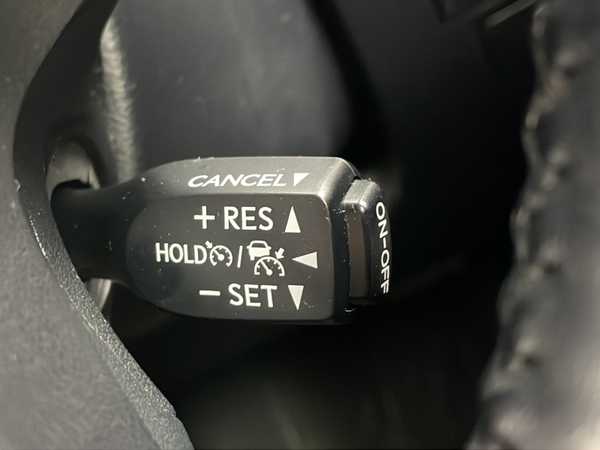 CANCEL▼
+ RES ▲
HOLD / ◄
− SET ▼
ON-OFF